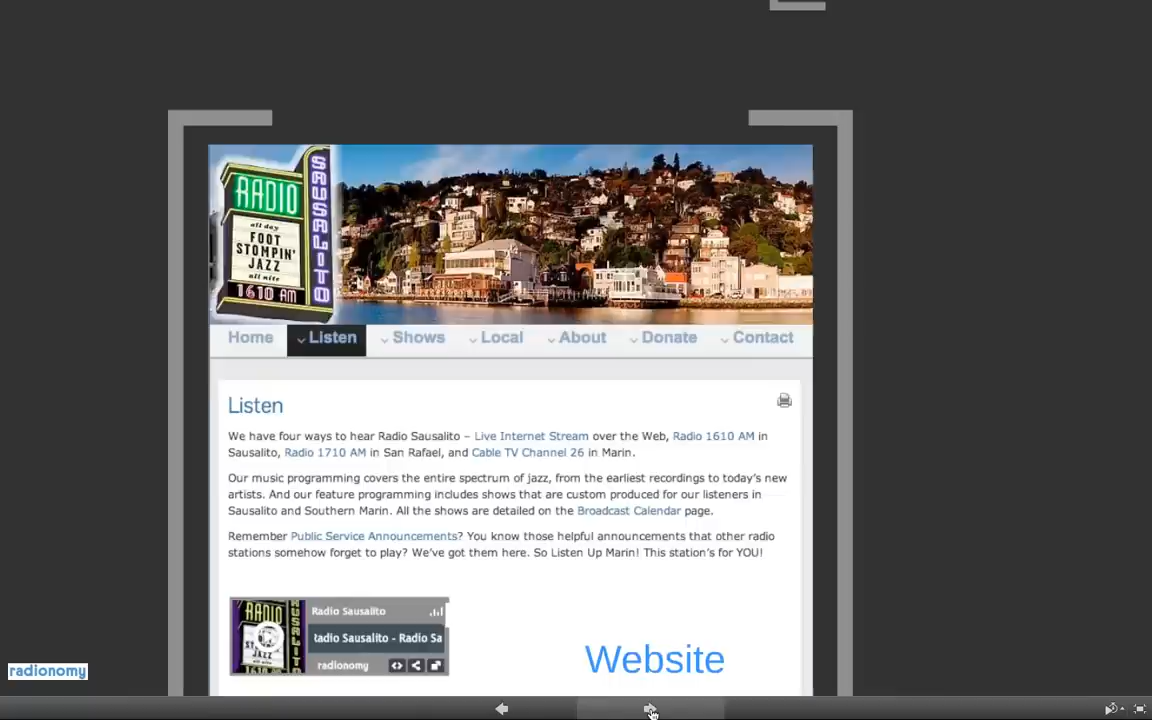 RADIO
SAUSALITO
all day
FOOT
STOMPIN'
JAZZ
all nite
1610 AM
Home
Listen
Shows
Local
About
Donate
Contact
Listen
We have four ways to hear Radio Sausalito – Live Internet Stream over the Web, Radio 1610 AM in
Sausalito, Radio 1710 AM in San Rafael, and Cable TV Channel 26 in Marin.
Our music programming covers the entire spectrum of jazz, from the earliest recordings to today's new
artists. And our feature programming includes shows that are custom produced for our listeners in
Sausalito and Southern Marin. All the shows are detailed on the Broadcast Calendar page.
Remember Public Service Announcements? You know those helpful announcements that other radio
stations somehow forget to play? We've got them here. So Listen Up Marin! This station's for YOU!
RADIO
Radio Sausalito
tadio Sausalito - Radio Sa
radionomy
Website
radionomy